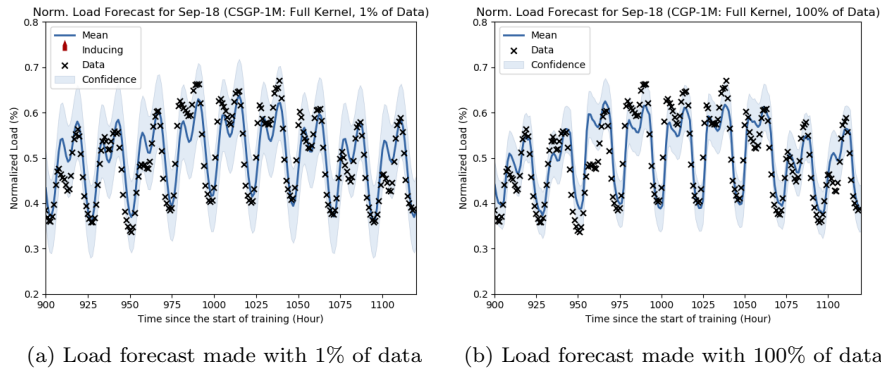 Norm. Load Forecast for Sep-18 (CSGP-1M: Full Kernel, 1% of Data)
0.8
0.7
0.6
0.5
0.4
0.3
0.2
Normalized Load (%)
Mean
Inducing
Data
Confidence
900 925 950 975 1000 1025 1050 1075 1100
Time since the start of training (Hour)
(a) Load forecast made with 1% of data
Norm. Load Forecast for Sep-18 (CGP-1M: Full Kernel, 100% of Data)
0.8
0.7
0.6
0.5
0.4
0.3
0.2
Normalized Load (%)
Mean
Data
Confidence
900 925 950 975 1000 1025 1050 1075 1100
Time since the start of training (Hour)
(b) Load forecast made with 100% of data